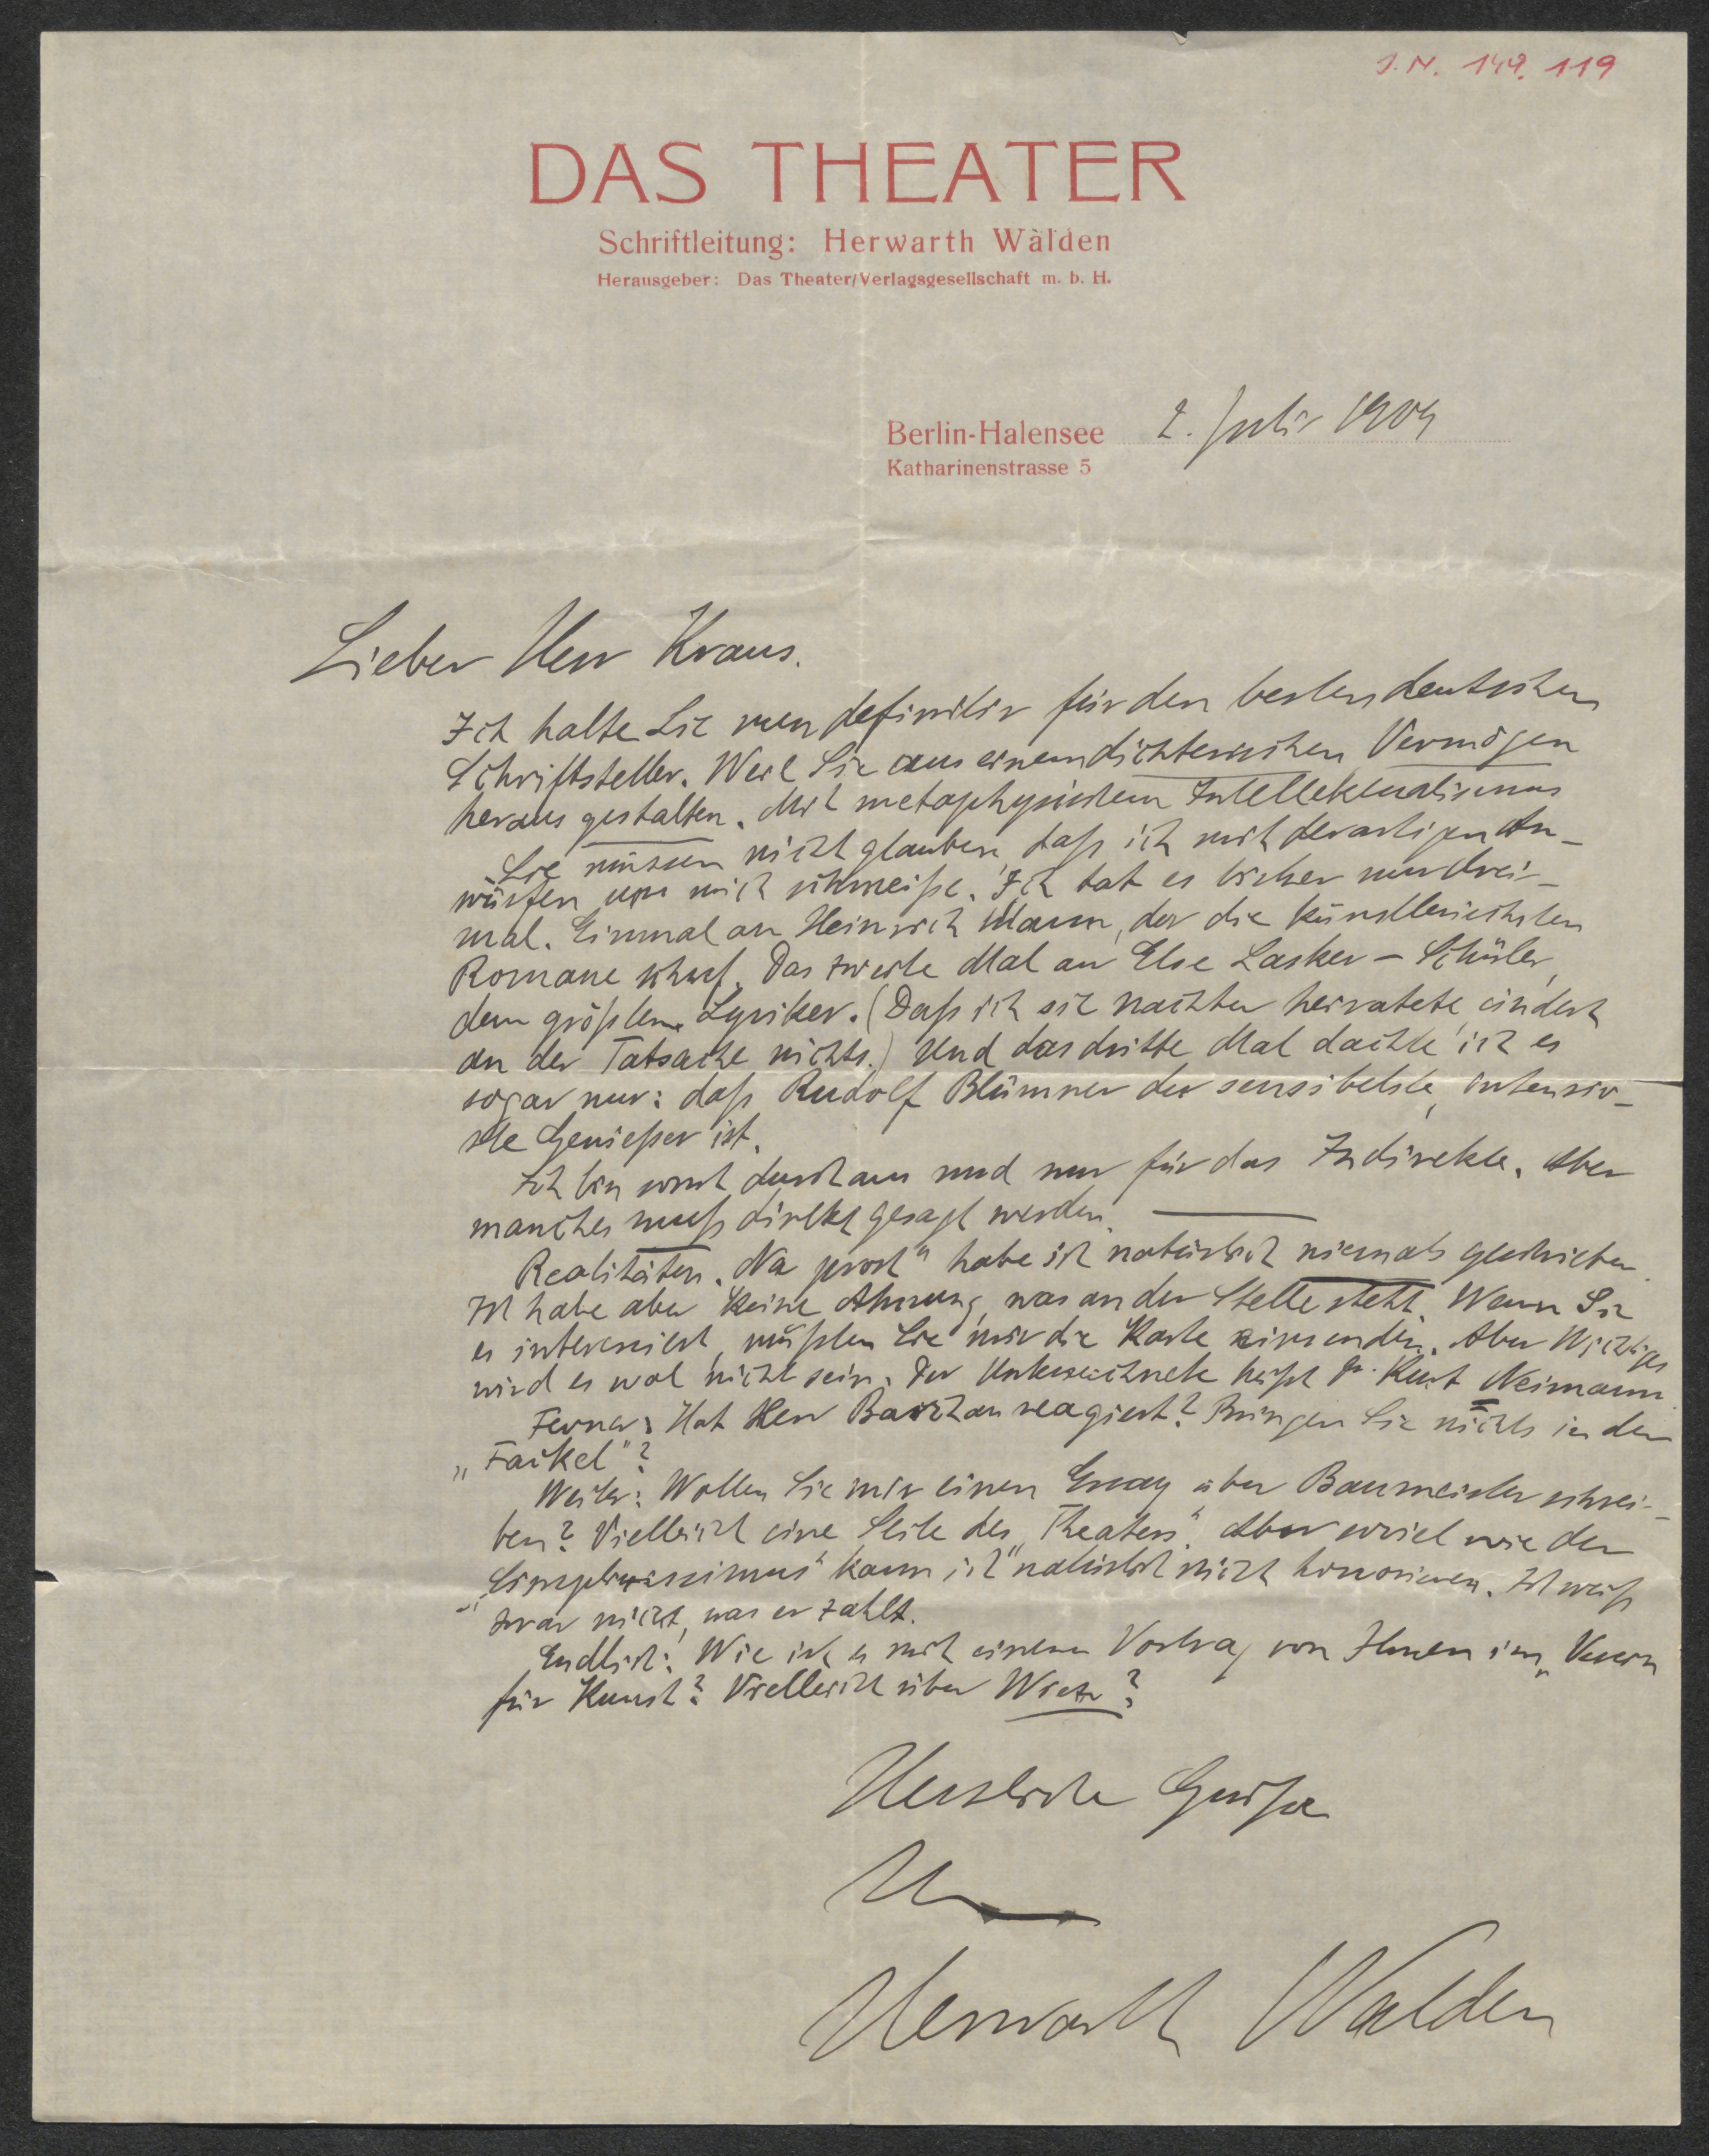 J.N. 149.119
DAS THEATER
Schriftleitung: Herwarth Walden
Herausgeber: Das Theater/Verlagsgesellschaft m. b. H.
Berlin-Halensee 2. Juli 1909
Katharinenstrasse 5
Lieber Herr Kraus.
Ich halte Sie nun definitiv für den besten deutschen
Schriftsteller. Weil Sie aus einem dichterischen Vermögen
heraus gestalten. Mit metaphysischem Intellektualismus
Sie müssen nicht glauben, daß ich mit derartigen An-
würfen um mich schmeiße. Ich tat es bisher nur drei-
mal. Einmal an Heinrich Mann, der die künstlerischsten
Romane schuf. Das zweite Mal an Else Lasker-Schüler,
dem größten Lyriker. (Daß ich sie nachher heiratete ändert
an der Tatsache nichts.) Und das dritte Mal dachte ich es
sogar nur: daß Rudolf Blümner der sensibelste, intensiv-
ste Genießer ist.
Ich bin sonst durchaus und nur für das Indirekte. Aber
manches muß direkt gesagt werden. —
Realitäten. Na prost" habe ich natürlich niemals geschrieben.
Ich habe aber keine Ahnung, was an der Stelle steht. Wenn Sie
es interessiert, müßten Sie mir die Karte einsenden. Aber Wichtiges
wird es wol nicht sein. Der Unterzeichnete heißt Dr. Kurt Neimann.
Ferner: Hat Herr reagiert? Bringen Sie nichts in der
„Fackel"?
Weiter: Wollen Sie mir einen Essay über Baumeister schrei-
ben? Vielleicht eine Seite des „Theaters". Aber soviel wie der
„Simplicissimus" kann ich natürlich nicht honorieren. Ich weiß
zwar nicht, was er zahlt.
Endlich: Wie ist es mit einem Vortrag von Ihnen im „Verein
für Kunst? Vielleicht über Wien?
Herzliche Grüße
Herwarth Walden